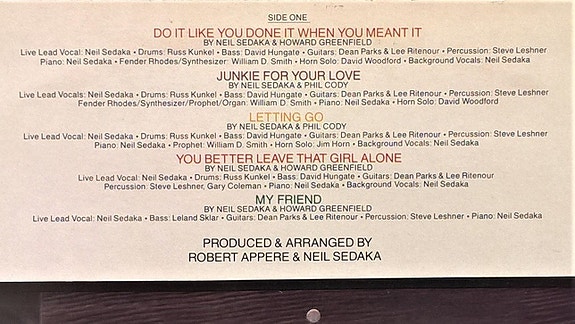 SIDE ONE
DO IT LIKE YOU DONE IT WHEN YOU MEANT IT
BY NEIL SEDAKA & HOWARD GREENFIELD
Live Lead Vocal: Neil Sedaka • Drums: Russ Kunkel • Bass: David Hungate • Guitars: Dean Parks & Lee Ritenour • Percussion: Steve Leshner
Piano: Neil Sedaka • Fender Rhodes/Synthesizer: William D. Smith • Horn Solo: David Woodford • Background Vocals: Neil Sedaka
JUNKIE FOR YOUR LOVE
BY NEIL SEDAKA & PHIL CODY
Live Lead Vocals: Neil Sedaka • Drums: Russ Kunkel • Bass: David Hungate • Guitars: Dean Parks & Lee Ritenour • Percussion: Steve Leshner
Fender Rhodes/Synthesizer/Prophet/Organ: William D. Smith • Piano: Neil Sedaka • Horn Solo: David Woodford
LETTING GO
BY NEIL SEDAKA & PHIL CODY
Live Lead Vocal: Neil Sedaka • Drums: Russ Kunkel • Bass: David Hungate • Guitars: Dean Parks & Lee Ritenour • Percussion: Steve Leshner
Piano: Neil Sedaka • Prophet: William D. Smith • Horn Solo: Jim Horn • Background Vocals: Neil Sedaka
YOU BETTER LEAVE THAT GIRL ALONE
BY NEIL SEDAKA & HOWARD GREENFIELD
Live Vocal: Neil Sedaka • Drums: Russ Kunkel • Bass: David Hungate • Guitars: Dean Parks & Lee Ritenour
Percussion: Steve Leshner, Gary Coleman • Piano: Neil Sedaka • Background Vocals: Neil Sedaka
MY FRIEND
BY NEIL SEDAKA & HOWARD GREENFIELD
Live Lead Vocal: Neil Sedaka • Bass: Leland Sklar • Guitars: Dean Parks & Lee Ritenour • Percussion: Steve Leshner • Piano: Neil Sedaka
PRODUCED & ARRANGED BY
ROBERT APPERE & NEIL SEDAKA